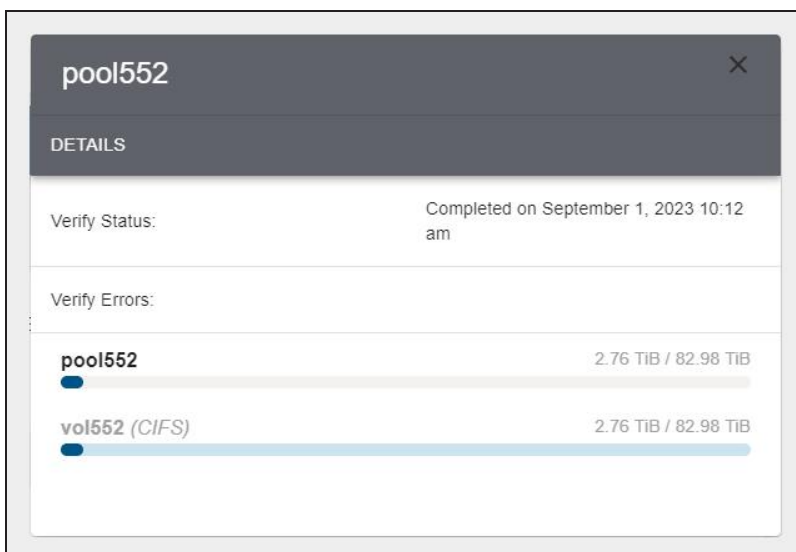 pool552
DETAILS
Verify Status:
Completed on September 1, 2023 10:12
am
Verify Errors:
pool552
2.76 TiB / 82.98 TiB
vol552 (CIFS)
2.76 TiB / 82.98 TiB